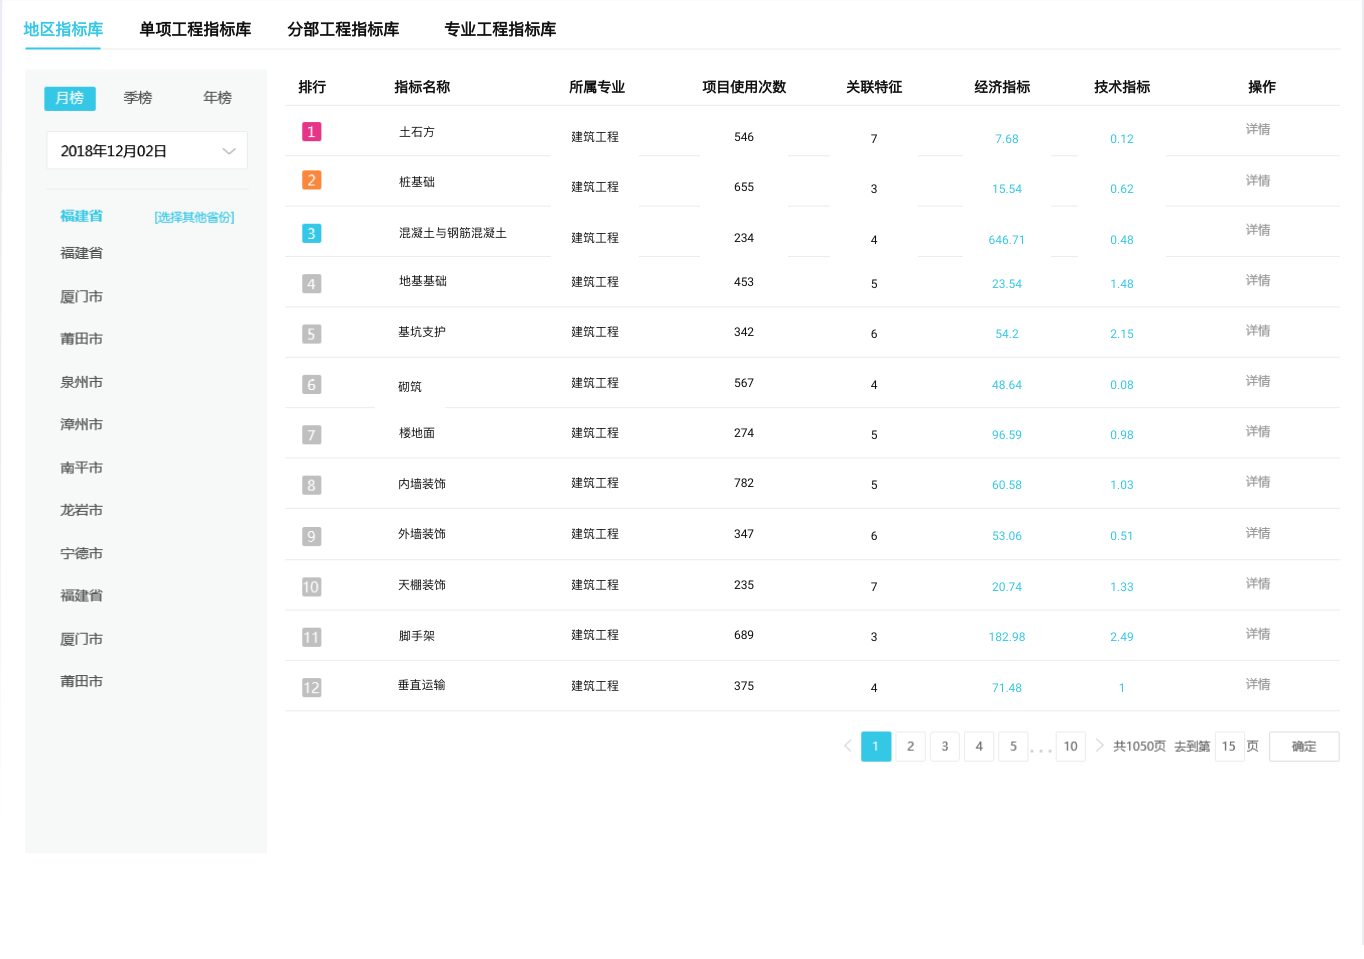 地区指标库 单项工程指标库 分部工程指标库 专业工程指标库
月榜 季榜 年榜
2018年12月02日
福建省 [选择其他省份]
福建省
厦门市
莆田市
泉州市
漳州市
南平市
龙岩市
宁德市
福建省
厦门市
莆田市
排行 指标名称 所属专业 项目使用次数 关联特征 经济指标 技术指标 操作
1 土石方 建筑工程 546 7 7.68 0.12 详情
2 桩基础 建筑工程 655 3 15.54 0.62 详情
3 混凝土与钢筋混凝土 建筑工程 234 4 646.71 0.48 详情
4 地基基础 建筑工程 453 5 23.54 1.48 详情
5 基坑支护 建筑工程 342 6 54.2 2.15 详情
6 砌筑 建筑工程 567 4 48.64 0.08 详情
7 楼地面 建筑工程 274 5 96.59 0.98 详情
8 内墙装饰 建筑工程 782 5 60.58 1.03 详情
9 外墙装饰 建筑工程 347 6 53.06 0.51 详情
10 天棚装饰 建筑工程 235 7 20.74 1.33 详情
11 脚手架 建筑工程 689 3 182.98 2.49 详情
12 垂直运输 建筑工程 375 4 71.48 1 详情
1 2 3 4 5 ... 10 共1050页 去到第 15 页 确定